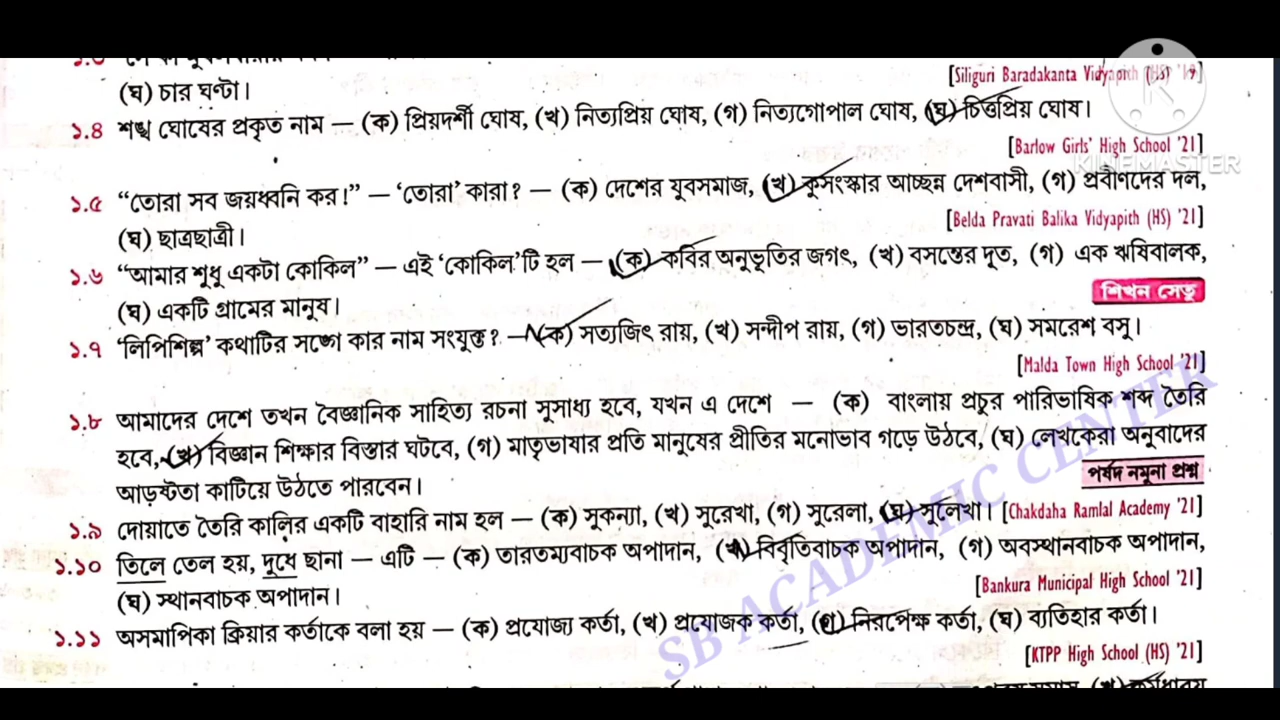 [Siliguri Baradakanta Vidyapith (HS) '19]
(ঘ) চার ঘণ্টা।
১.৪ শঙ্খ ঘোষের প্রকৃত নাম — (ক) প্রিয়দর্শী ঘোষ, (খ) নিত্যপ্রিয় ঘোষ, (গ) নিত্যগোপাল ঘোষ, (ঘ) চিত্তপ্রিয় ঘোষ।
[Barlow Girls' High School '21]
KINEMASTER
১.৫ “তোরা সব জয়ধ্বনি কর!” — ‘তোরা’ কারা? — (ক) দেশের যুবসমাজ, (খ) কুসংস্কার আচ্ছন্ন দেশবাসী, (গ) প্রবীণদের দল,
[Belda Pravati Balika Vidyapith (HS) '21]
(ঘ) ছাত্রছাত্রী।
১.৬ “আমার শুধু একটা কোকিল” — এই ‘কোকিল’টি হল — (ক) কবির অনুভূতির জগৎ, (খ) বসন্তের দূত, (গ) এক ঋষিবালক,
(ঘ) একটি গ্রামের মানুষ। শিখন সেতু
১.৭ ‘লিপিশিল্প’ কথাটির সঙ্গে কার নাম সংযুক্ত? — (ক) সত্যজিৎ রায়, (খ) সন্দীপ রায়, (গ) ভারতচন্দ্র, (ঘ) সমরেশ বসু।
[Malda Town High School '21]
১.৮ আমাদের দেশে তখন বৈজ্ঞানিক সাহিত্য রচনা সুসাধ্য হবে, যখন এ দেশে — (ক) বাংলায় প্রচুর পারিভাষিক শব্দ তৈরি
হবে, (খ) বিজ্ঞান শিক্ষার বিস্তার ঘটবে, (গ) মাতৃভাষার প্রতি মানুষের প্রীতির মনোভাব গড়ে উঠবে, (ঘ) লেখকেরা অনুবাদের
আড়ষ্টতা কাটিয়ে উঠতে পারবেন। পর্ষদ নমুনা প্রশ্ন
১.৯ দোয়াতে তৈরি কালির একটি বাহারি নাম হল — (ক) সুকন্যা, (খ) সুরেখা, (গ) সুরেলা, (ঘ) সুলেখা। [Chakdaha Ramlal Academy '21]
১.১০ তিলে তেল হয়, দুধে ছানা — এটি — (ক) তারতম্যবাচক অপাদান, (খ) বিবৃতিবাচক অপাদান, (গ) অবস্থানবাচক অপাদান,
(ঘ) স্থানবাচক অপাদান। [Bankura Municipal High School '21]
১.১১ অসমাপিকা ক্রিয়ার কর্তাকে বলা হয় — (ক) প্রযোজ্য কর্তা, (খ) প্রযোজক কর্তা, (গ) নিরপেক্ষ কর্তা, (ঘ) ব্যতিহার কর্তা।
[KTPP High School (HS) '21]
SB ACADEMIC CENTER